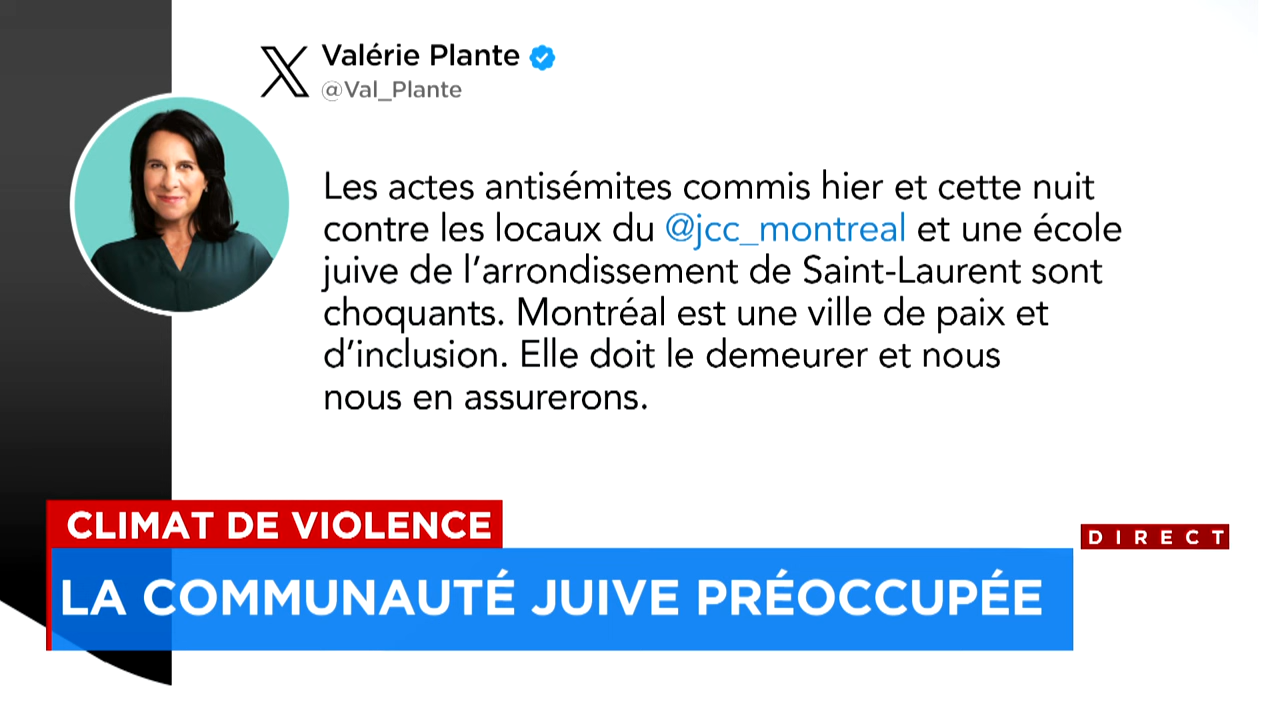 Valérie Plante
@Val_Plante
Les actes antisémites commis hier et cette nuit
contre les locaux du @jcc_montreal et une école
juive de l’arrondissement de Saint-Laurent sont
choquants. Montréal est une ville de paix et
d’inclusion. Elle doit le demeurer et nous
nous en assurerons.
CLIMAT DE VIOLENCE
DIRECT
LA COMMUNAUTÉ JUIVE PRÉOCCUPÉE